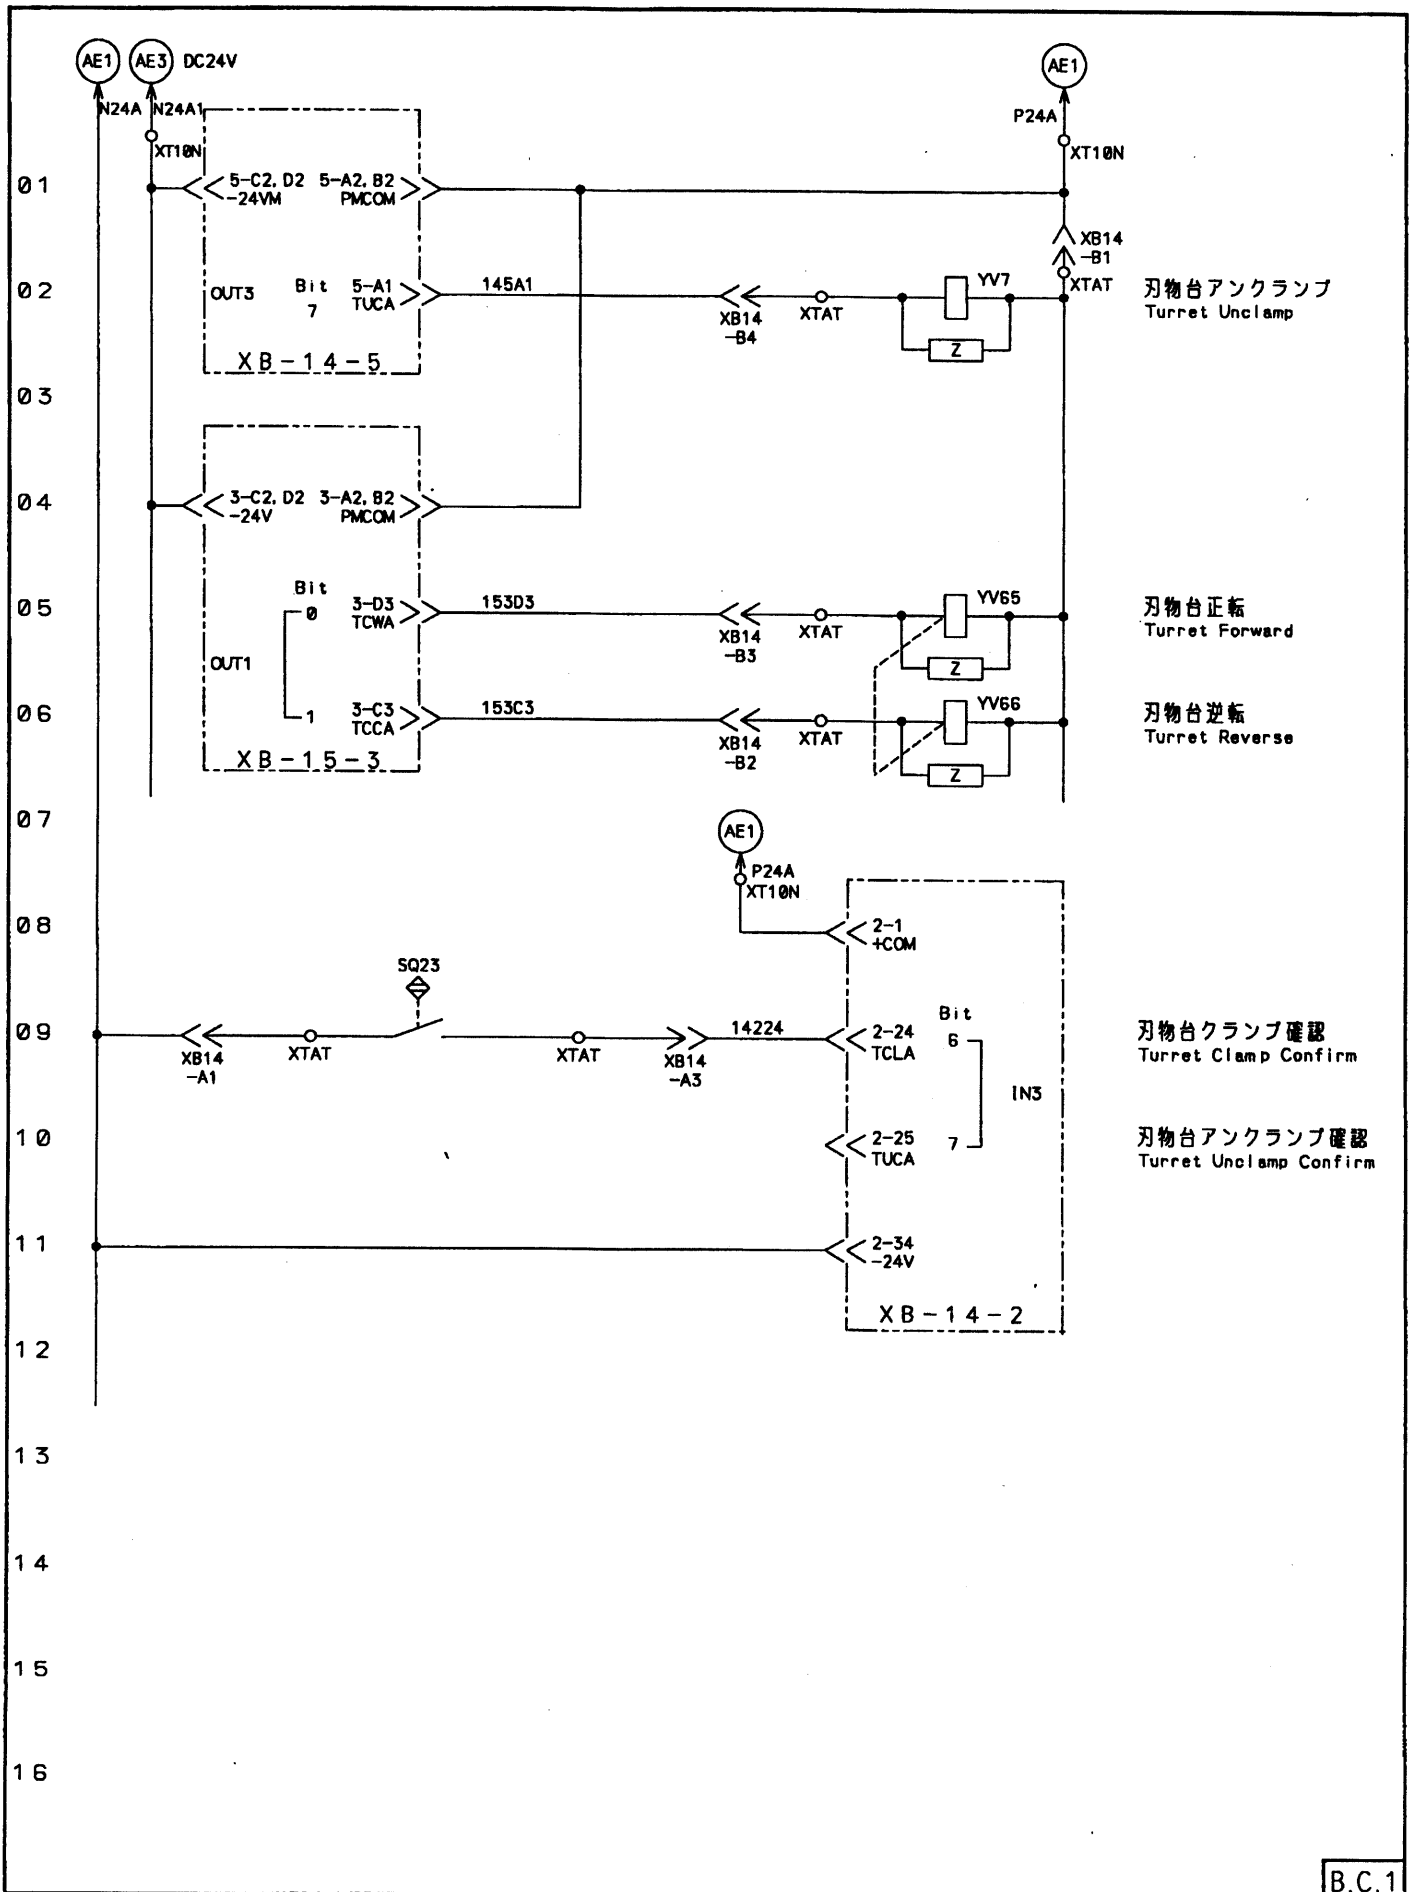 AE1 AE3 DC24V AE1
N24A N24A1 P24A
XT10N XT10N
01 5-C2, D2 5-A2, B2
-24VM PMCOM
XB14
-B1
02 OUT3 Bit 5-A1 145A1 YV7 XTAT 刃物台アンクランプ
7 TUCA XB14 XTAT Turret Unclamp
-B4
Z
XB-14-5
03
04 3-C2, D2 3-A2, B2
-24V PMCOM
Bit
05 0 3-D3 153D3 YV65 刃物台正転
TCWA XB14 XTAT Turret Forward
-B3
OUT1 Z
06 1 3-C3 153C3 YV66 刃物台逆転
TCCA XB14 XTAT Turret Reverse
-B2
XB-15-3 Z
07
AE1
P24A
XT10N
08 2-1
+COM
SQ23
Bit
09 14224 2-24 6 刃物台クランプ確認
XB14 XTAT XTAT XB14 TCLA Turret Clamp Confirm
-A1 -A3
IN3
10 2-25 7 刃物台アンクランプ確認
TUCA Turret Unclamp Confirm
11 2-34
-24V
XB-14-2
12
13
14
15
16
B.C.1